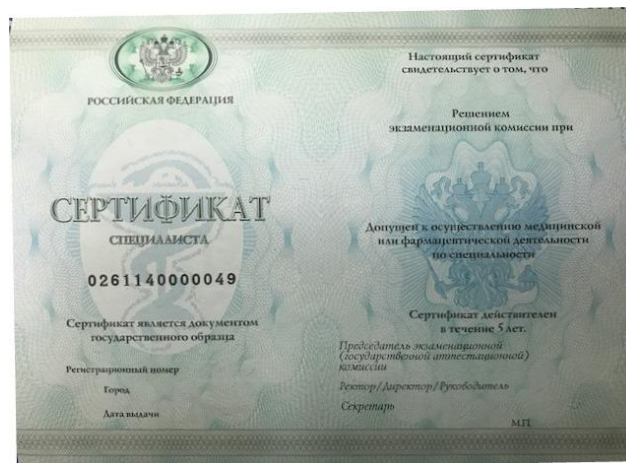 РОССИЙСКАЯ ФЕДЕРАЦИЯ
СЕРТИФИКАТ
СПЕЦИАЛИСТА
0261140000049
Сертификат является документом
государственного образца
Регистрационный номер
Город
Дата выдачи
Настоящий сертификат
свидетельствует о том, что
Решением
экзаменационной комиссии при
Допущен к осуществлению медицинской
или фармацевтической деятельности
по специальности
Сертификат действителен
в течение 5 лет.
Председатель экзаменационной
(государственной аттестационной)
комиссии
Ректор/Директор/Руководитель
Секретарь
М.П.